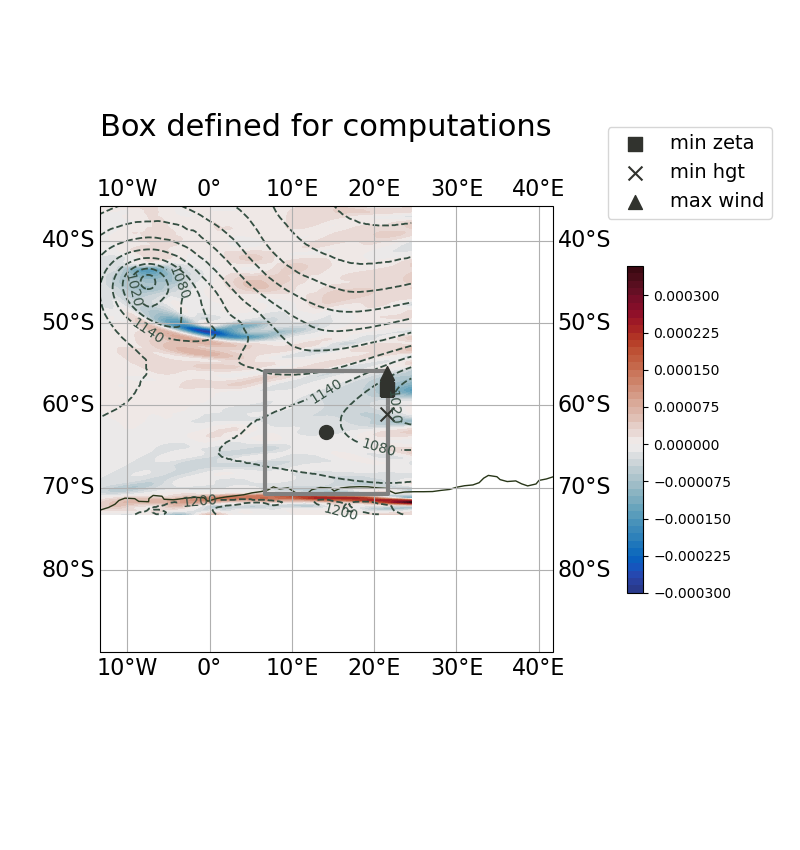 Box defined for computations
min zeta
min hgt
max wind
10°W 0° 10°E 20°E 30°E 40°E
40°S 40°S
50°S 50°S
60°S 60°S
70°S 70°S
80°S 80°S
10°W 0° 10°E 20°E 30°E 40°E
1020
1080
1140
1140
1020
1080
1200
1200
0.000300
0.000225
0.000150
0.000075
0.000000
−0.000075
−0.000150
−0.000225
−0.000300